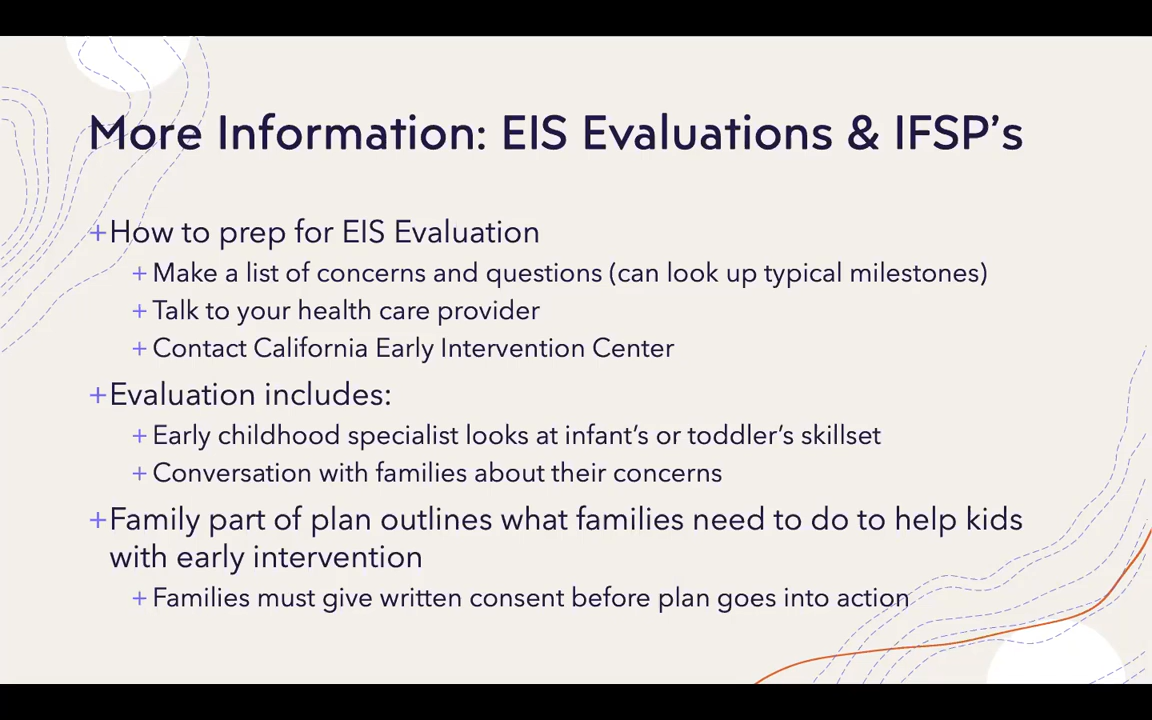 More Information: EIS Evaluations & IFSP’s
+How to prep for EIS Evaluation
+ Make a list of concerns and questions (can look up typical milestones)
+ Talk to your health care provider
+ Contact California Early Intervention Center
+Evaluation includes:
+ Early childhood specialist looks at infant’s or toddler’s skillset
+ Conversation with families about their concerns
+Family part of plan outlines what families need to do to help kids
with early intervention
+ Families must give written consent before plan goes into action